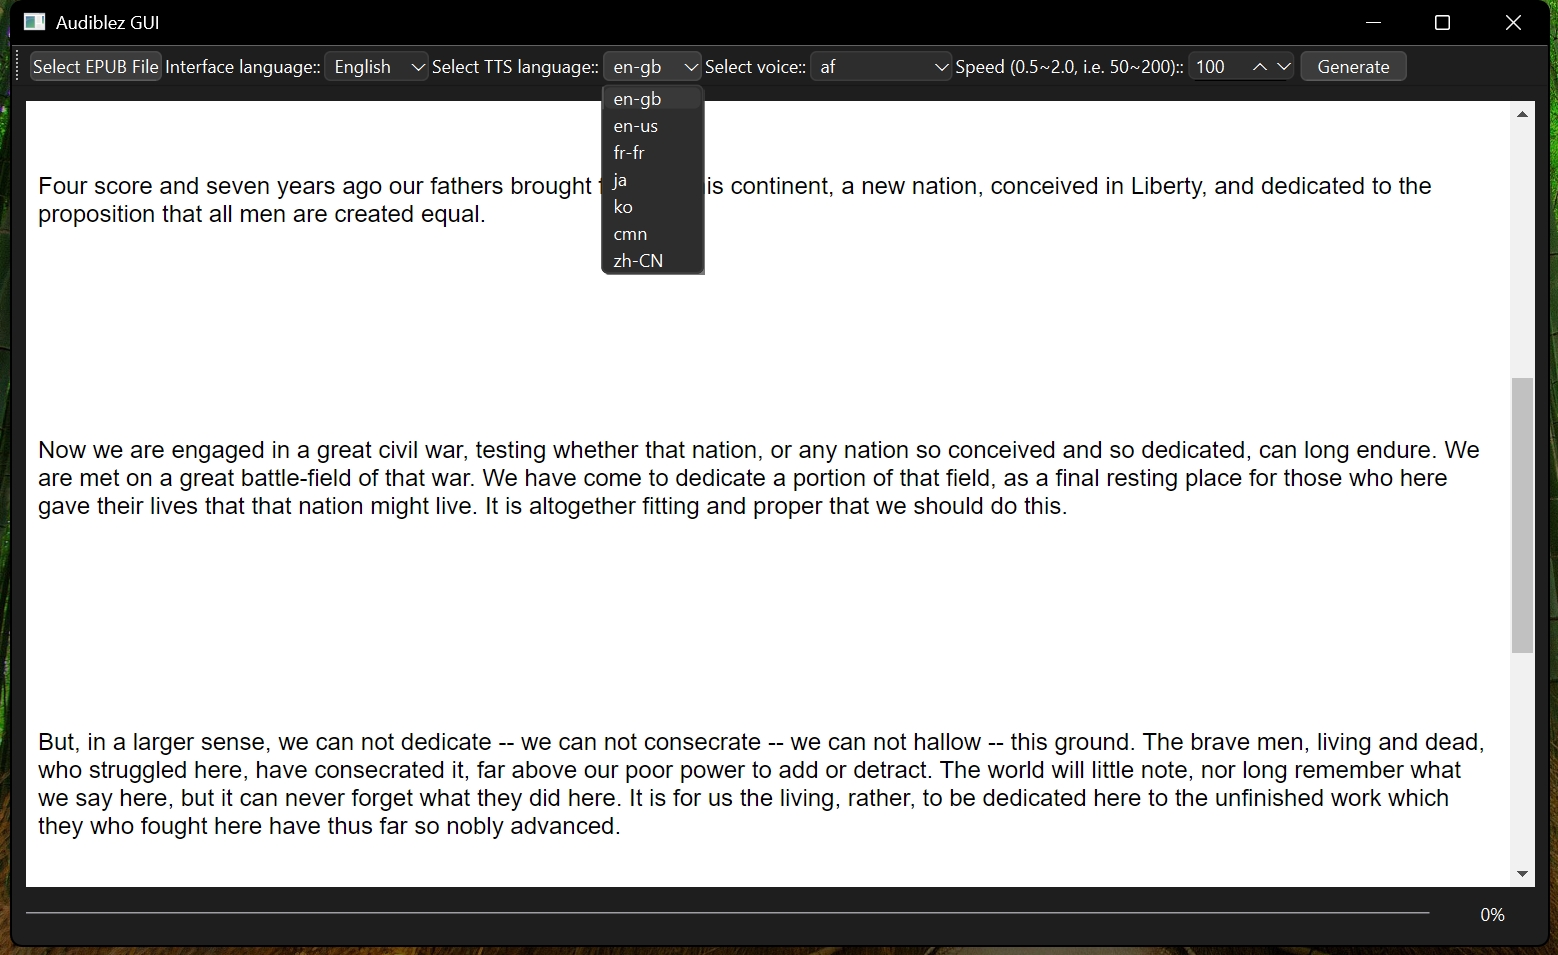 Audiblez GUI
Select EPUB File Interface language:: English Select TTS language:: en-gb Select voice:: af Speed (0.5~2.0, i.e. 50~200):: 100 Generate
en-gb
en-us
fr-fr
ja
ko
cmn
zh-CN
Four score and seven years ago our fathers brought is continent, a new nation, conceived in Liberty, and dedicated to the
proposition that all men are created equal.
Now we are engaged in a great civil war, testing whether that nation, or any nation so conceived and so dedicated, can long endure. We
are met on a great battle-field of that war. We have come to dedicate a portion of that field, as a final resting place for those who here
gave their lives that that nation might live. It is altogether fitting and proper that we should do this.
But, in a larger sense, we can not dedicate -- we can not consecrate -- we can not hallow -- this ground. The brave men, living and dead,
who struggled here, have consecrated it, far above our poor power to add or detract. The world will little note, nor long remember what
we say here, but it can never forget what they did here. It is for us the living, rather, to be dedicated here to the unfinished work which
they who fought here have thus far so nobly advanced.
0%